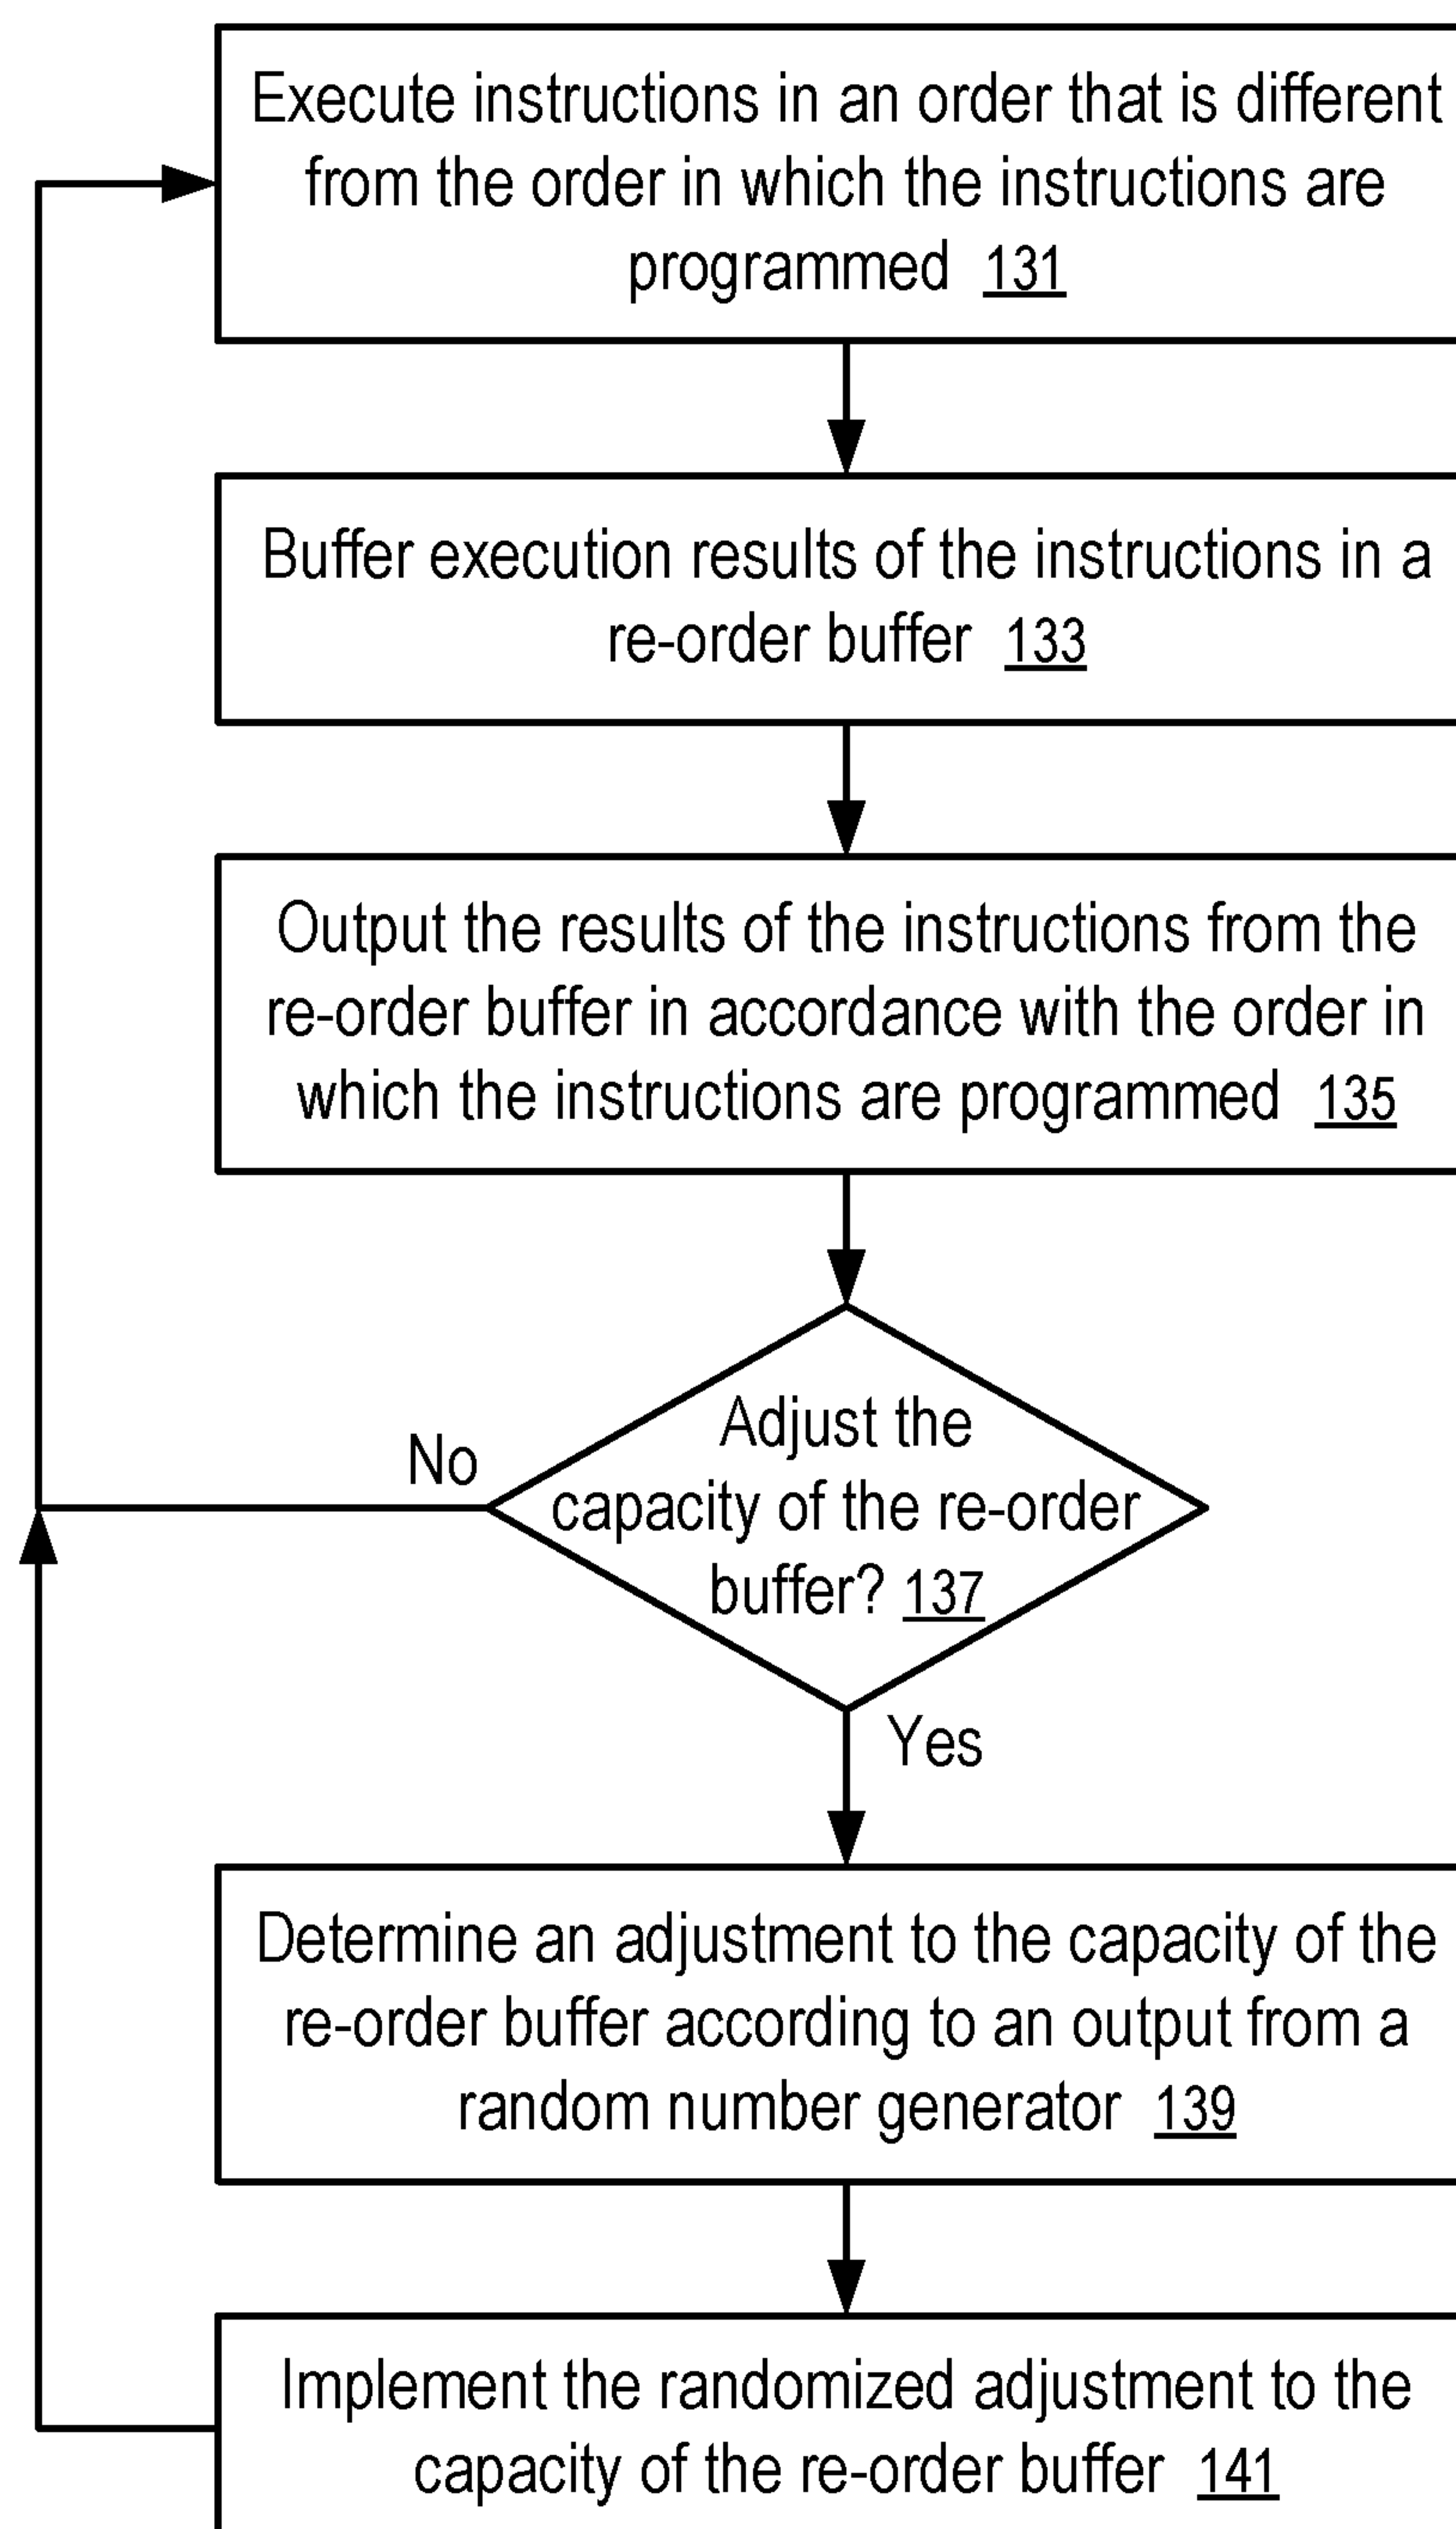 Execute instructions in an order that is different
from the order in which the instructions are
programmed 131
Buffer execution results of the instructions in a
re-order buffer 133
Output the results of the instructions from the
re-order buffer in accordance with the order in
which the instructions are programmed 135
Adjust the
capacity of the re-order
buffer? 137
No
Yes
Determine an adjustment to the capacity of the
re-order buffer according to an output from a
random number generator 139
Implement the randomized adjustment to the
capacity of the re-order buffer 141